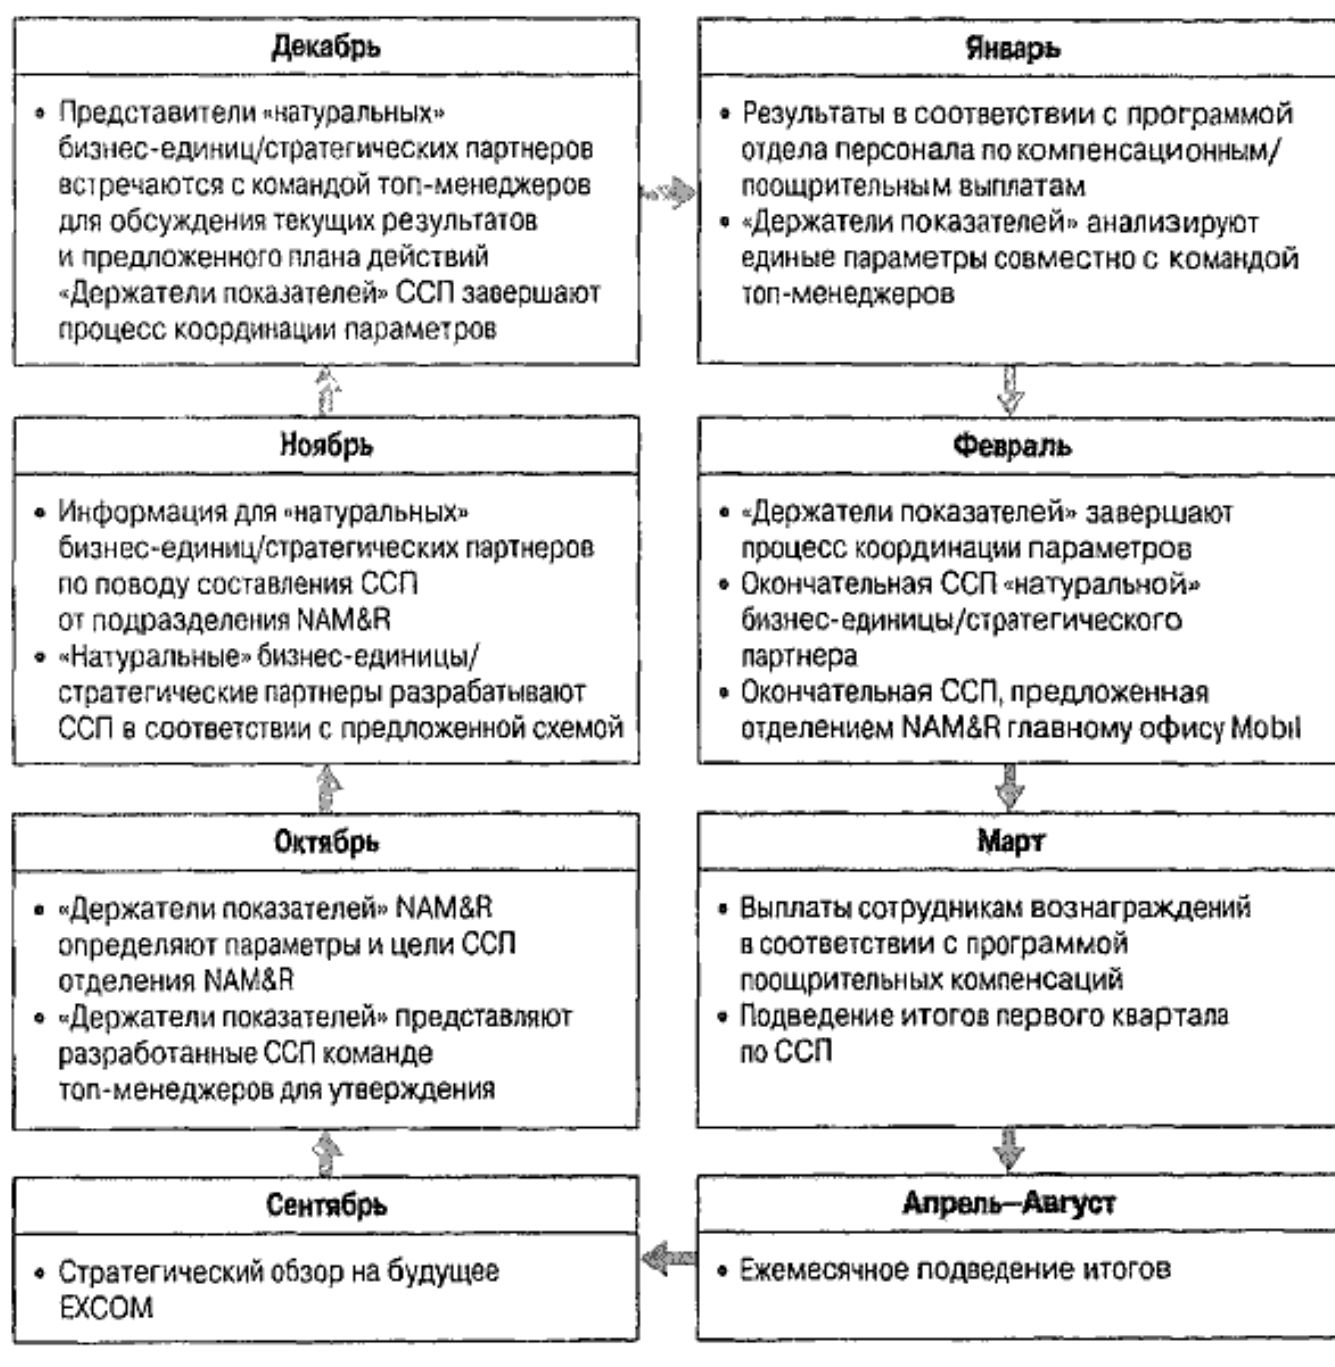 Декабрь
• Представители «натуральных»
бизнес-единиц/стратегических партнеров
встречаются с командой топ-менеджеров
для обсуждения текущих результатов
и предложенного плана действий
«Держатели показателей» ССП завершают
процесс координации параметров
Январь
• Результаты в соответствии с программой
отдела персонала по компенсационным/
поощрительным выплатам
• «Держатели показателей» анализируют
единые параметры совместно с командой
топ-менеджеров
Ноябрь
• Информация для «натуральных»
бизнес-единиц/стратегических партнеров
по поводу составления ССП
от подразделения NAM&R
• «Натуральные» бизнес-единицы/
стратегические партнеры разрабатывают
ССП в соответствии с предложенной схемой
Февраль
• «Держатели показателей» завершают
процесс координации параметров
• Окончательная ССП «натуральной»
бизнес-единицы/стратегического
партнера
• Окончательная ССП, предложенная
отделением NAM&R главному офису Mobil
Октябрь
• «Держатели показателей» NAM&R
определяют параметры и цели ССП
отделения NAM&R
• «Держатели показателей» представляют
разработанные ССП команде
топ-менеджеров для утверждения
Март
• Выплаты сотрудникам вознаграждений
в соответствии с программой
поощрительных компенсаций
• Подведение итогов первого квартала
по ССП
Сентябрь
• Стратегический обзор на будущее
EXCOM
Апрель–Август
• Ежемесячное подведение итогов